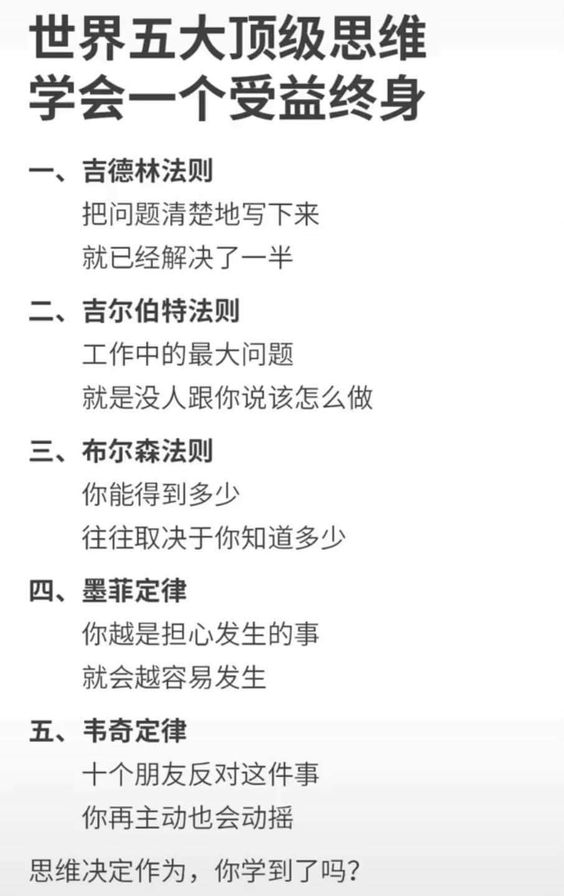 世界五大顶级思维
学会一个受益终身
一、吉德林法则
把问题清楚地写下来
就已经解决了一半
二、吉尔伯特法则
工作中的最大问题
就是没人跟你说该怎么做
三、布尔森法则
你能得到多少
往往取决于你知道多少
四、墨菲定律
你越是担心发生的事
就会越容易发生
五、韦奇定律
十个朋友反对这件事
你再主动也会动摇
思维决定作为，你学到了吗？